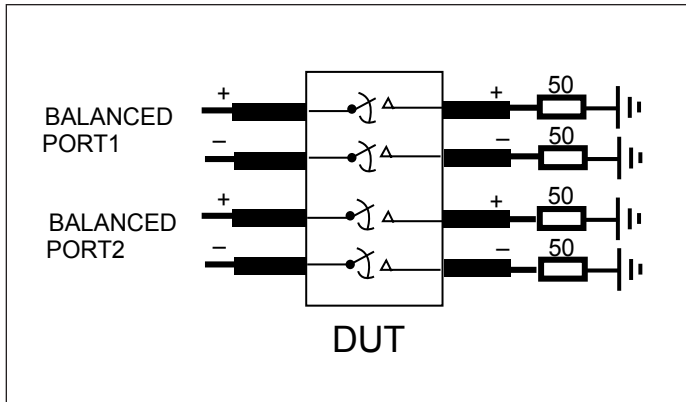 + + 50
BALANCED
PORT1
– – 50
+ + 50
BALANCED
PORT2
– – 50
DUT